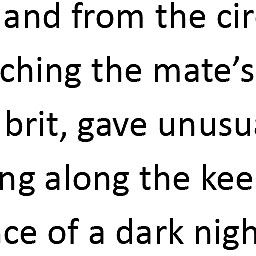 and from the cir
ching the mate's
brit, gave unusua
ng along the kee
ce of a dark nigh